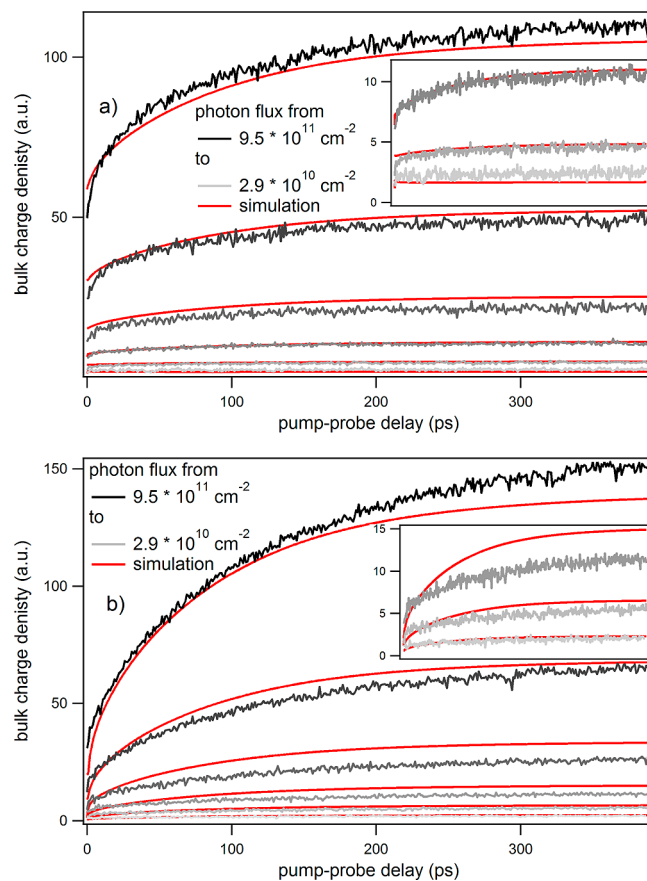 100
50
bulk charge denisty (a.u.)
a)
photon flux from
9.5 * 10^11 cm^-2
to
2.9 * 10^10 cm^-2
simulation
10
5
0
0
100
200
300
pump-probe delay (ps)
150
100
50
0
bulk charge denisty (a.u.)
photon flux from
9.5 * 10^11 cm^-2
to
2.9 * 10^10 cm^-2
simulation
b)
15
10
5
0
0
100
200
300
pump-probe delay (ps)